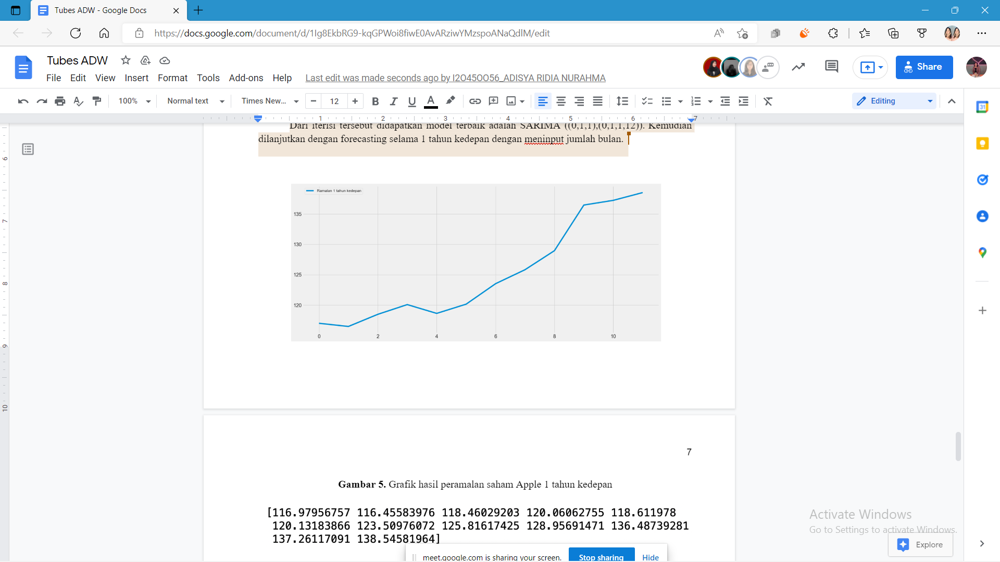 Tubes ADW - Google Docs
https://docs.google.com/document/d/1Ig8EkbRG9-kqGPWoi8fiwE0AvARziwYMzspoANaQdlM/edit
Tubes ADW
Share
File Edit View Insert Format Tools Add-ons Help Last edit was made seconds ago by I2O45OO56_ADISYA RIDIA NURAHMA
100% Normal text Times New... 12 B I U A Editing
1 2 3 4 5 6 7
Dari iterisi tersebut didapatkan model terbaik adalah SARIMA ((0,1,1),(0,1,1,12)). Kemudian
dilanjutkan dengan forecasting selama 1 tahun kedepan dengan meninput jumlah bulan.
6
7
8
9
10
Ramalan 1 tahun kedepan
135
130
125
120
0 2 4 6 8 10
7
Gambar 5. Grafik hasil peramalan saham Apple 1 tahun kedepan
[116.97956757 116.45583976 118.46029203 120.06062755 118.611978
120.13183866 123.50976072 125.81617425 128.95691471 136.48739281
137.26117091 138.54581964]
Activate Windows
Go to Settings to activate Windows.
Explore
meet.google.com is sharing your screen. Stop sharing Hide
31